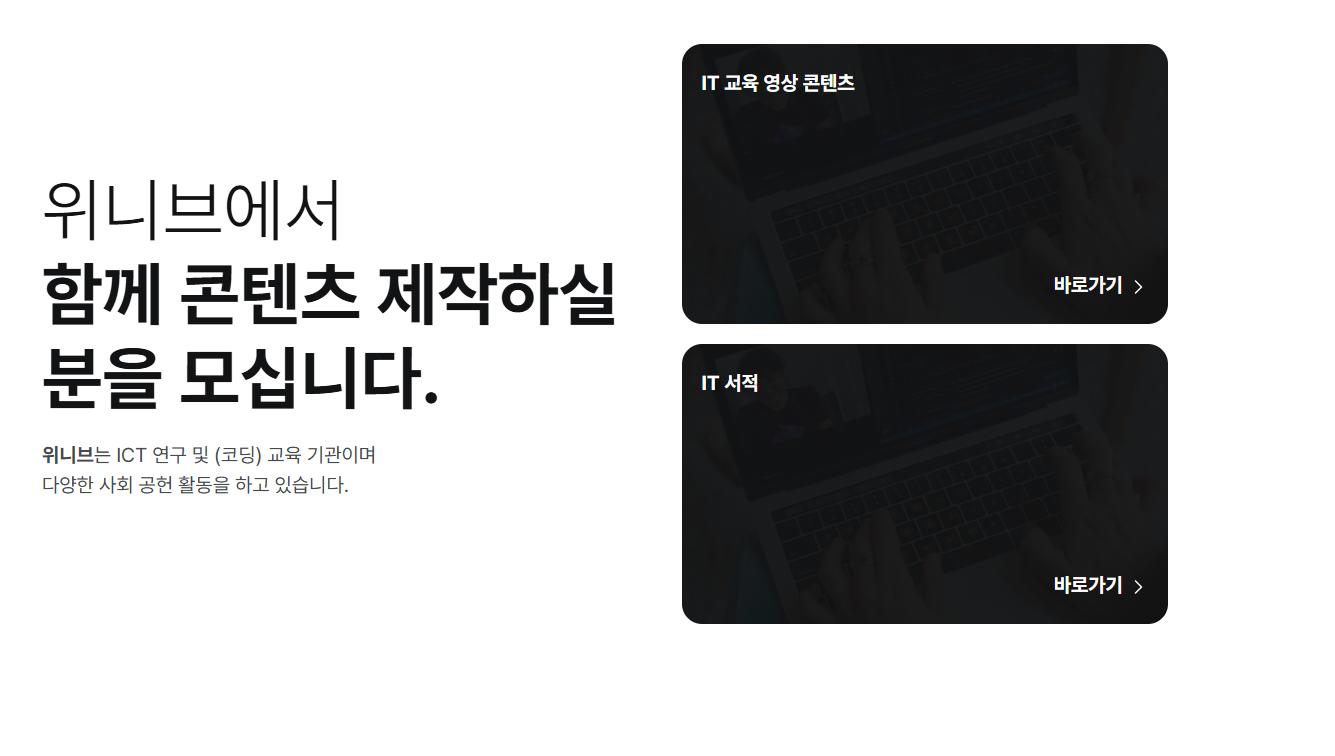 위니브에서
함께 콘텐츠 제작하실
분을 모십니다.
위니브는 ICT 연구 및 (코딩) 교육 기관이며
다양한 사회 공헌 활동을 하고 있습니다.
IT 교육 영상 콘텐츠
바로가기
IT 서적
바로가기